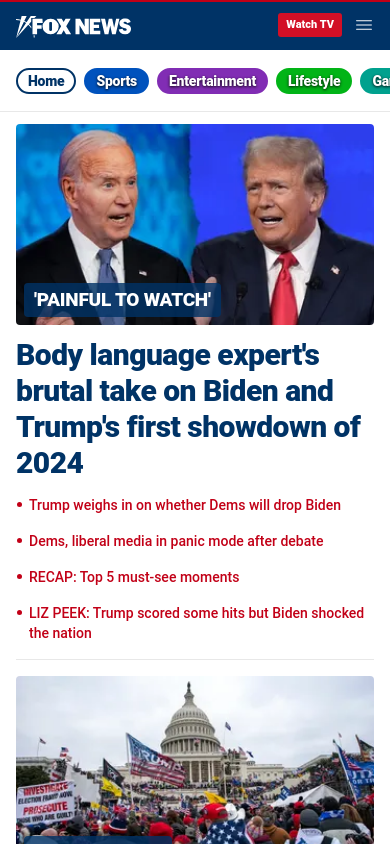 FOX NEWS
Watch TV
Home
Sports
Entertainment
Lifestyle
Ga
'PAINFUL TO WATCH'
Body language expert's
brutal take on Biden and
Trump's first showdown of
2024
Trump weighs in on whether Dems will drop Biden
Dems, liberal media in panic mode after debate
RECAP: Top 5 must-see moments
LIZ PEEK: Trump scored some hits but Biden shocked
the nation
INVESTIGATE
ELECTION FRAUD
PROSECUTE
THOSE WHO ARE GUILTY
TRUMP